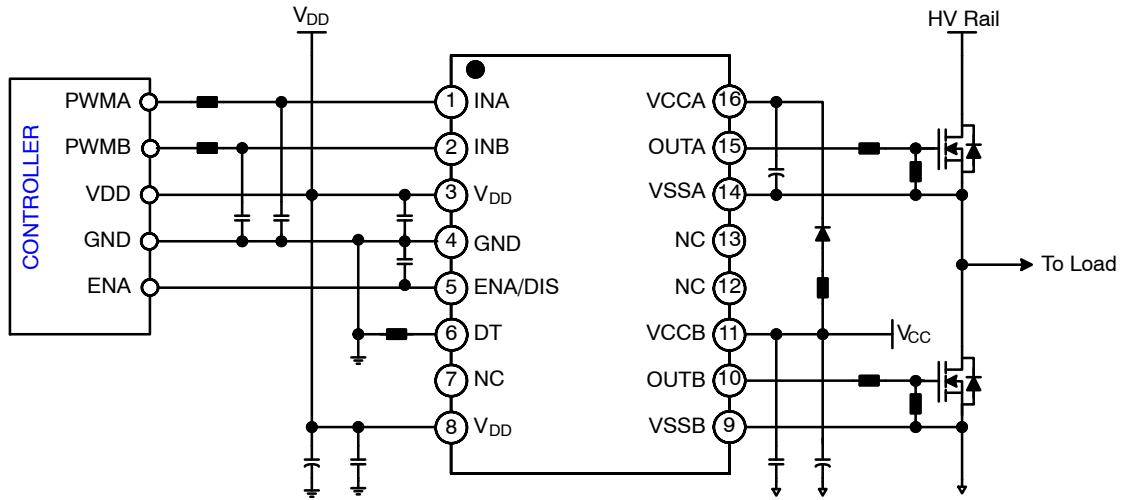 VDD
HV Rail
CONTROLLER
PWMA
PWMB
VDD
GND
ENA
1 INA
2 INB
3 VDD
4 GND
5 ENA/DIS
6 DT
7 NC
8 VDD
VCCA 16
OUTA 15
VSSA 14
NC 13
NC 12
VCCB 11
OUTB 10
VSSB 9
To Load
VCC